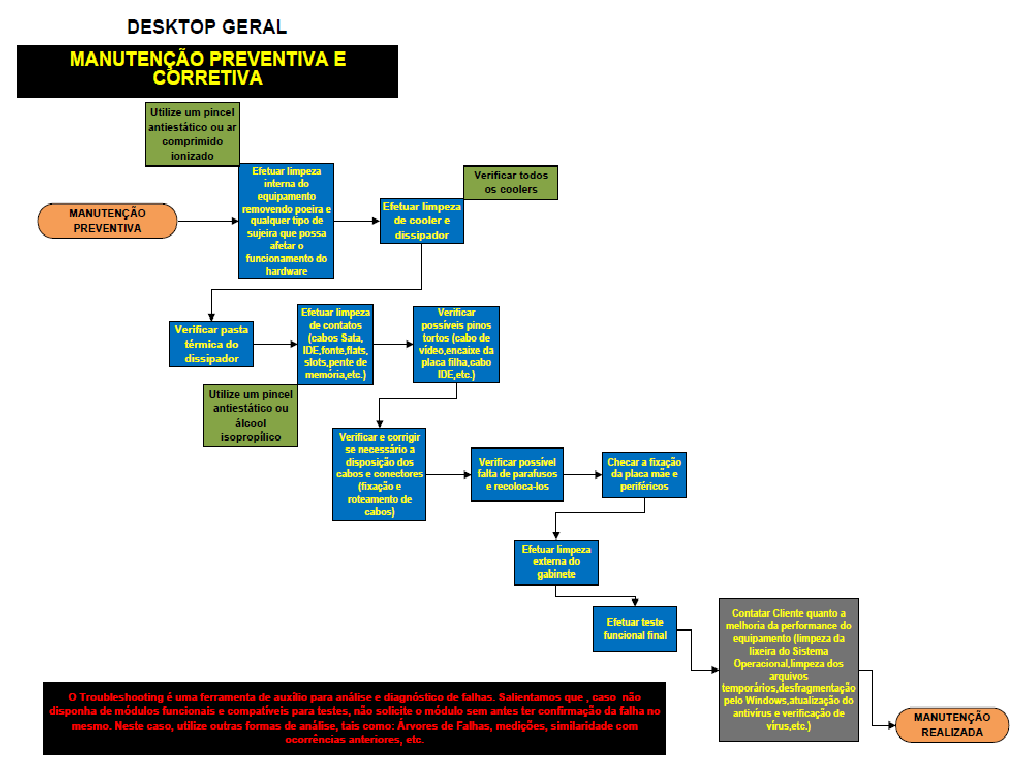 DESKTOP GERAL
MANUTENÇÃO PREVENTIVA E
CORRETIVA
Utilize um pincel
antiestático ou ar
comprimido
ionizado
Efetuar limpeza
interna do
equipamento
removendo poeira e
qualquer tipo de
sujeira que possa
afetar o
funcionamento do
hardware
Verificar todos
os coolers
Efetuar limpeza
de cooler e
dissipador
MANUTENÇÃO
PREVENTIVA
Verificar pasta
térmica do
dissipador
Efetuar limpeza
de contatos
(cabos Sata,
IDE,fonte,flats,
slots,pente de
memória,etc.)
Verificar
possíveis pinos
tortos (cabo de
vídeo,encaixe da
placa filha,cabo
IDE,etc.)
Utilize um pincel
antiestático ou
álcool
isopropílico
Verificar e corrigir
se necessário a
disposição dos
cabos e conectores
(fixação e
roteamento de
cabos)
Verificar possível
falta de parafusos
e recoloca-los
Checar a fixação
da placa mãe e
periféricos
Efetuar limpeza
externa do
gabinete
Efetuar teste
funcional final
Contatar Cliente quanto a
melhoria da performance do
equipamento (limpeza da
lixeira do Sistema
Operacional,limpeza dos
arquivos
temporários,desfragmentação
pelo Windows,atualização do
antivírus e verificação de
vírus,etc.)
MANUTENÇÃO
REALIZADA
O Troubleshooting é uma ferramenta de auxílio para análise e diagnóstico de falhas. Salientamos que , caso não
disponha de módulos funcionais e compatíveis para testes, não solicite o módulo sem antes ter confirmação da falha no
mesmo. Neste caso, utilize outras formas de análise, tais como: Árvores de Falhas, medições, similaridade com
ocorrências anteriores, etc.